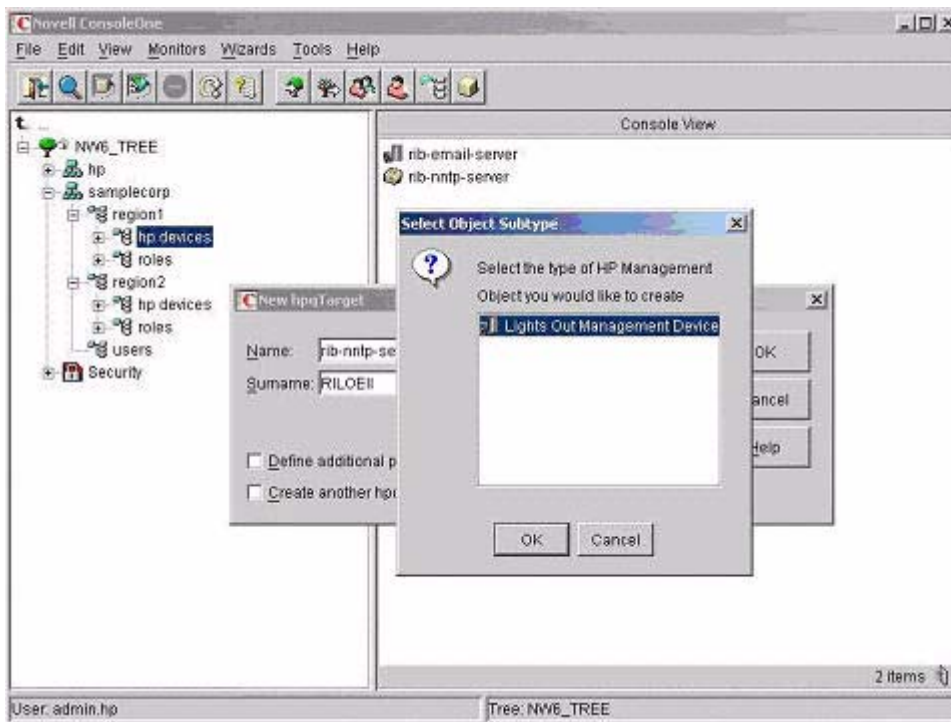 Novell ConsoleOne
File Edit View Monitors Wizards Tools Help
Console View
NW6_TREE
hp
samplecorp
region1
hp devices
roles
region2
hp devices
roles
users
Security
rib-email-server
rib-nntp-server
New hpqTarget
Name: rib-nntp-se
Surname: RILOEII
Define additional p
Create another hp
OK
ancel
Help
Select Object Subtype
Select the type of HP Management
Object you would like to create
Lights Out Management Device
OK Cancel
2 items
User: admin.hp
Tree: NW6_TREE